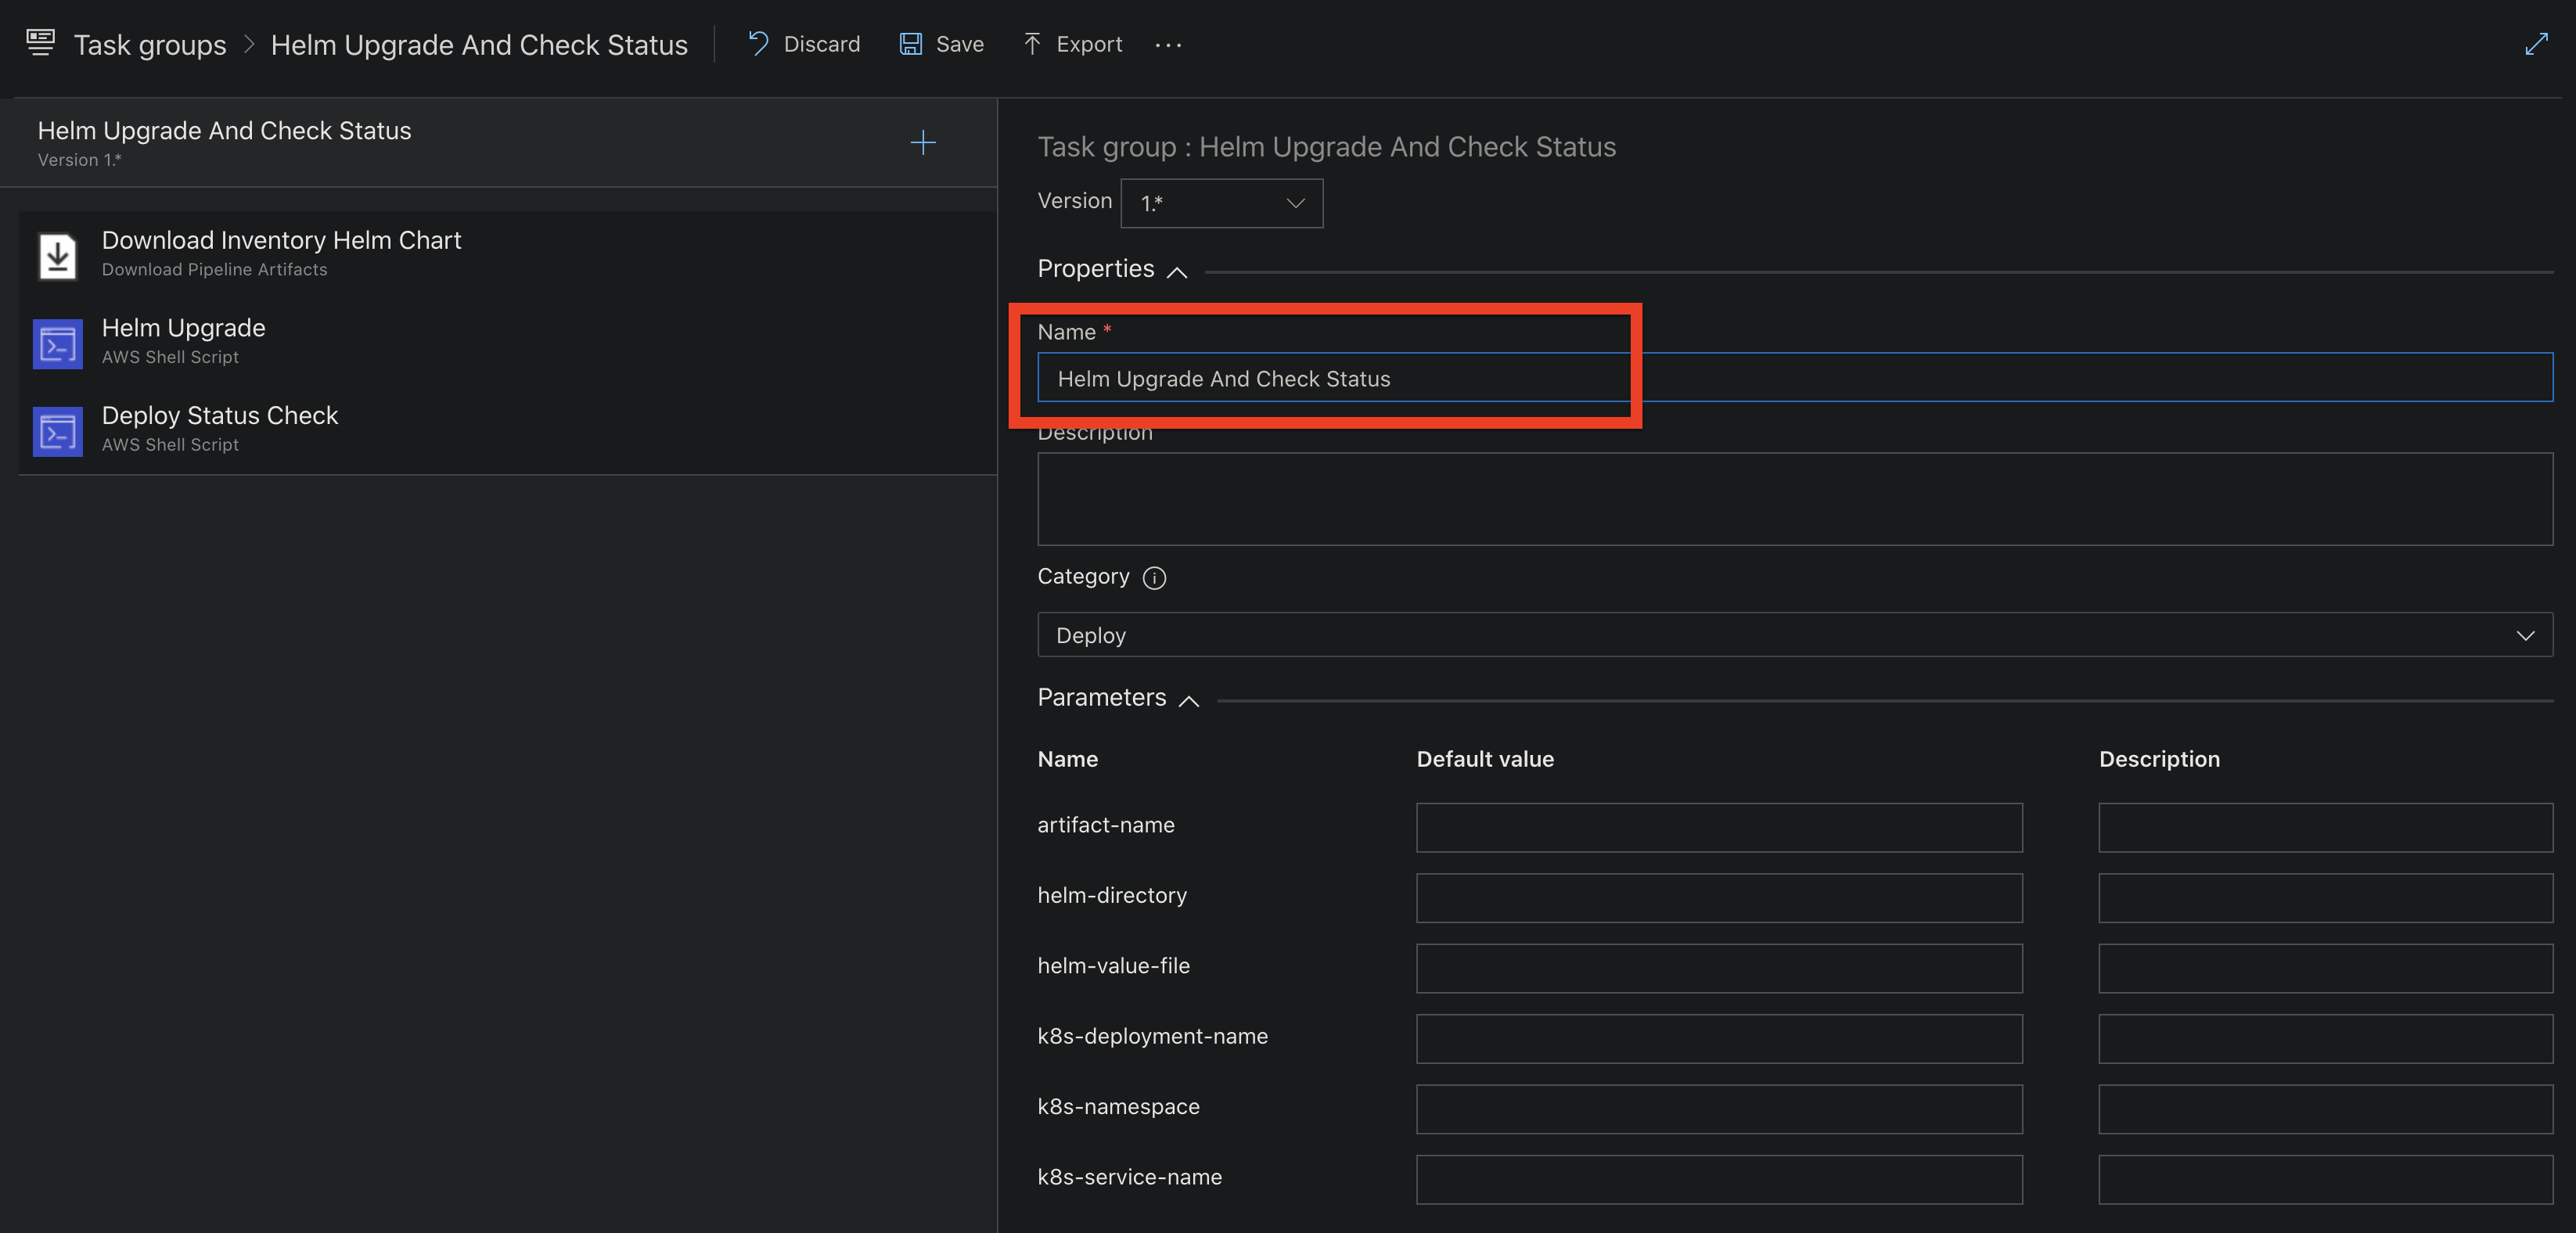 Task groups > Helm Upgrade And Check Status Discard Save Export ...
Helm Upgrade And Check Status
Version 1.*
Download Inventory Helm Chart
Download Pipeline Artifacts
Helm Upgrade
AWS Shell Script
Deploy Status Check
AWS Shell Script
Task group : Helm Upgrade And Check Status
Version 1.*
Properties
Name *
Helm Upgrade And Check Status
Description
Category
Deploy
Parameters
Name Default value Description
artifact-name
helm-directory
helm-value-file
k8s-deployment-name
k8s-namespace
k8s-service-name